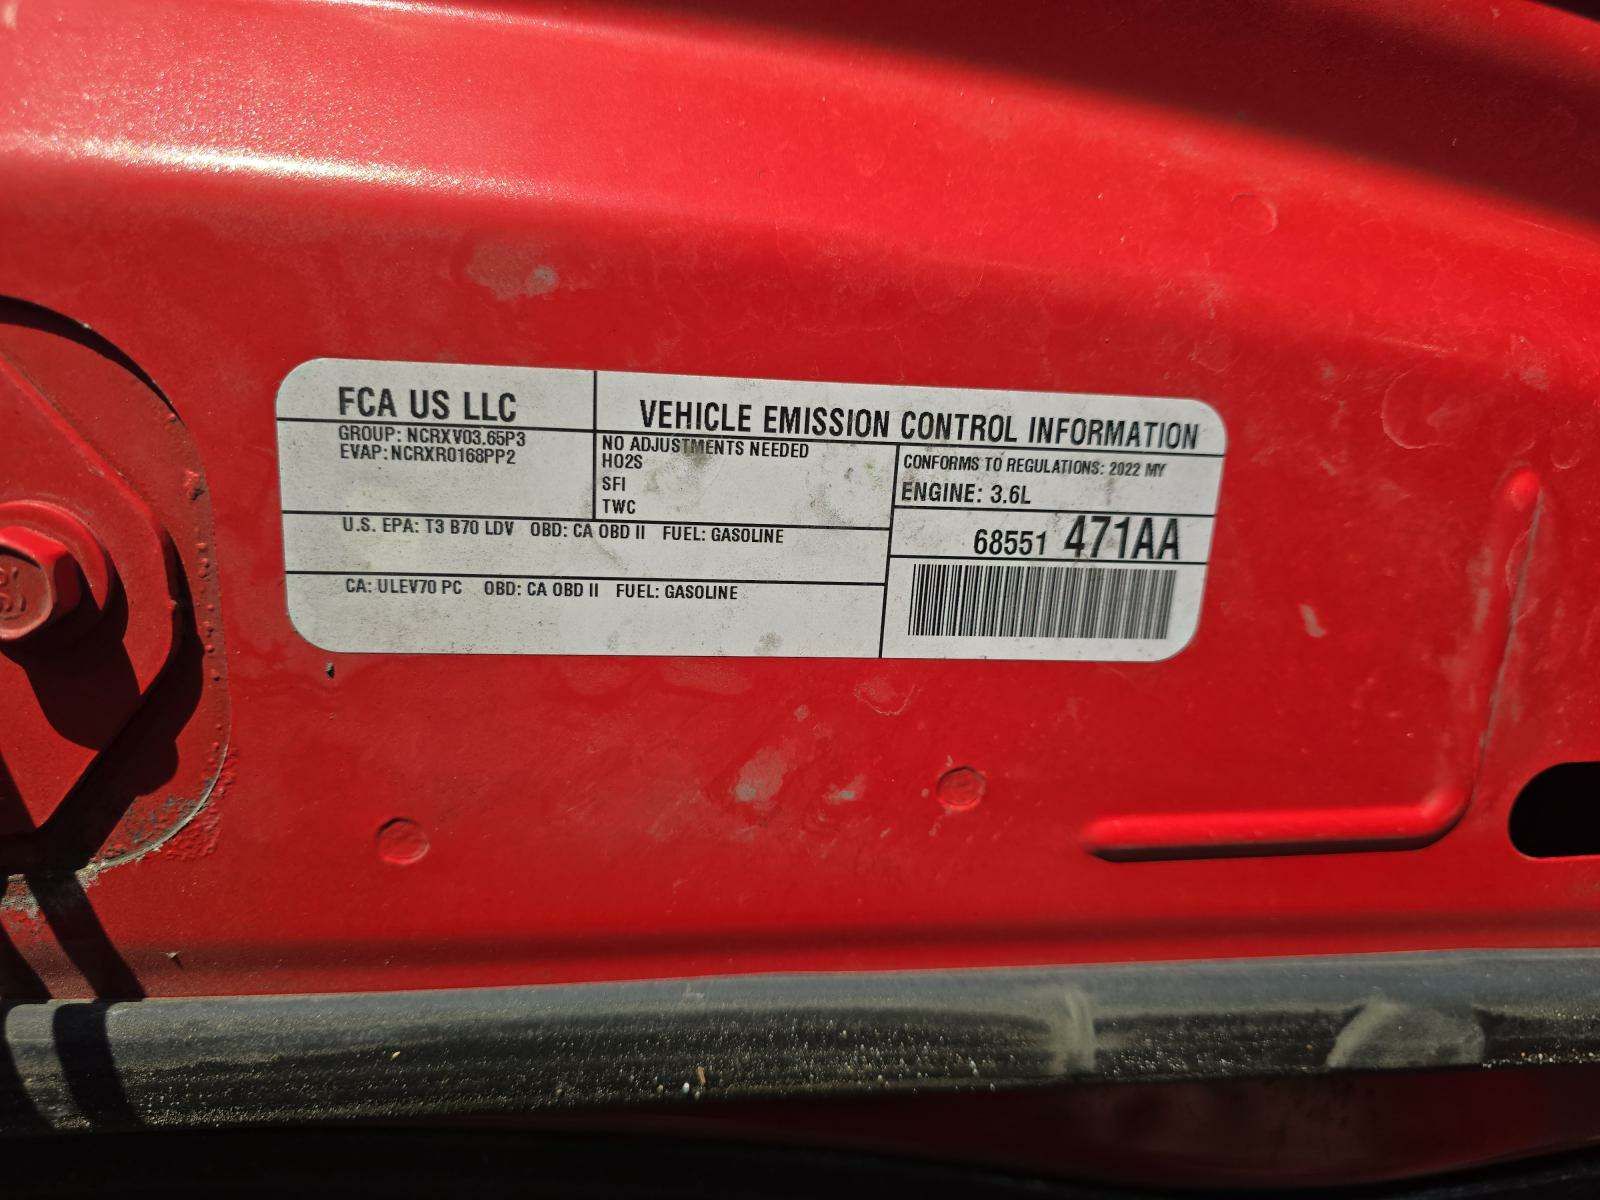 FCA US LLC
VEHICLE EMISSION CONTROL INFORMATION
GROUP: NCRXV03.65P3
EVAP: NCRXR0168PP2
NO ADJUSTMENTS NEEDED
HO2S
SFI
TWC
CONFORMS TO REGULATIONS: 2022 MY
ENGINE: 3.6L
U.S. EPA: T3 B70 LDV OBD: CA OBD II FUEL: GASOLINE
68551 471AA
CA: ULEV70 PC OBD: CA OBD II FUEL: GASOLINE